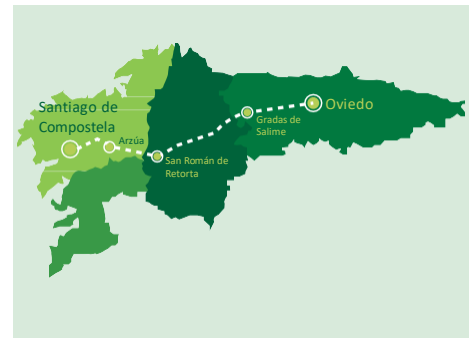 Santiago de
Compostela
Arzúa
San Román de
Retorta
Gradas de
Salime
Oviedo